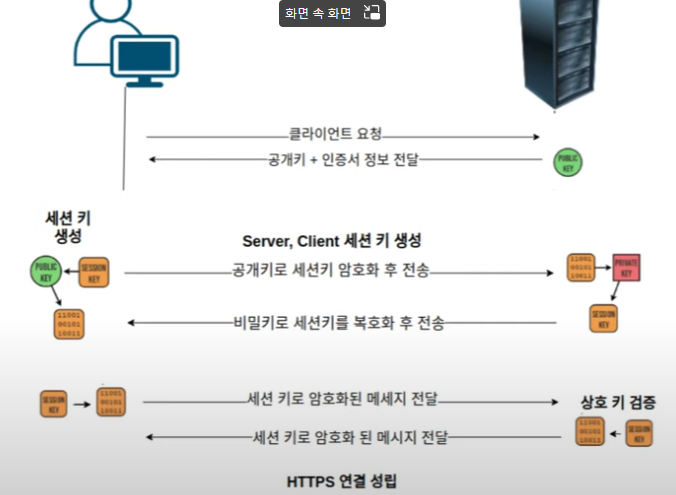 화면 속 화면
클라이언트 요청
공개키 + 인증서 정보 전달
PUBLIC
KEY
세션 키
생성
Server, Client 세션 키 생성
PUBLIC
KEY
SESSION
KEY
공개키로 세션키 암호화 후 전송
11001
00101
10011
PRIVATE
KEY
11001
00101
10011
비밀키로 세션키를 복호화 후 전송
SESSION
KEY
SESSION
KEY
11001
00101
10011
세션 키로 암호화된 메세지 전달
상호 키 검증
세션 키로 암호화 된 메시지 전달
11001
00101
10011
SESSION
KEY
HTTPS 연결 성립